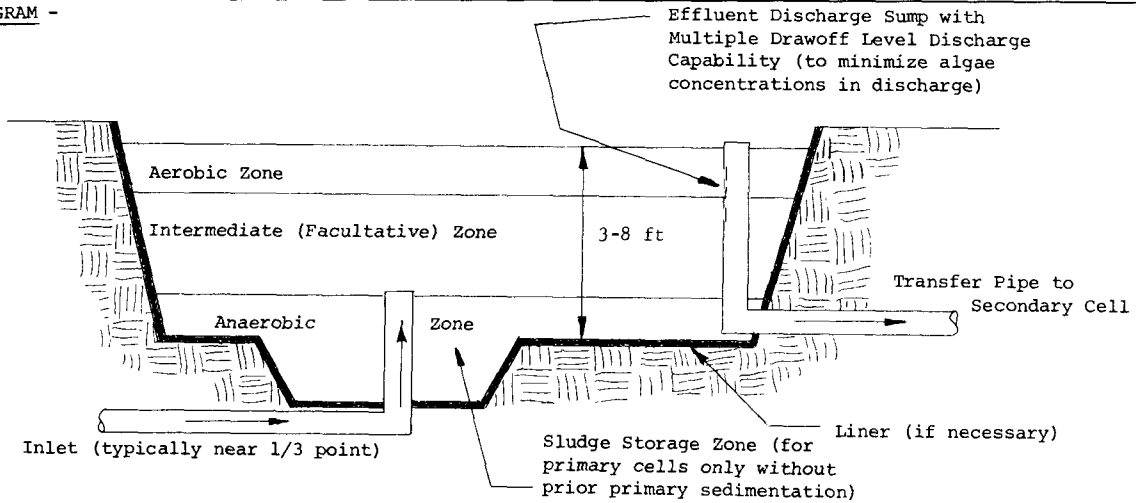 GRAM -
Effluent Discharge Sump with
Multiple Drawoff Level Discharge
Capability (to minimize algae
concentrations in discharge)
Aerobic Zone
Intermediate (Facultative) Zone
3-8 ft
Transfer Pipe to
Secondary Cell
Anaerobic Zone
Inlet (typically near 1/3 point)
Liner (if necessary)
Sludge Storage Zone (for
primary cells only without
prior primary sedimentation)